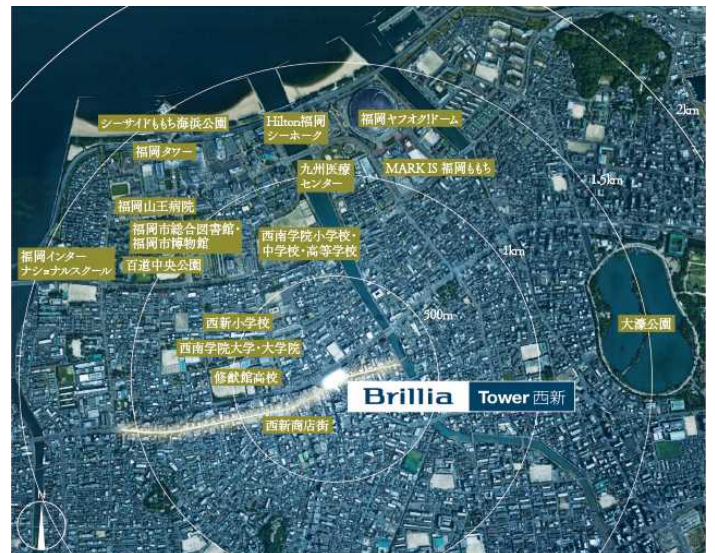 シーサイドももち海浜公園
福岡タワー
Hilton福岡
シーホーク
福岡ヤフオク!ドーム
九州医療
センター
MARK IS 福岡ももち
2km
1.5km
福岡山王病院
福岡市総合図書館・
福岡市博物館
西南学院小学校・
中学校・高等学校
福岡インター
ナショナルスクール
百道中央公園
1km
500m
大濠公園
西新小学校
西南学院大学・大学院
修猷館高校
Brillia Tower 西新
西新商店街
N